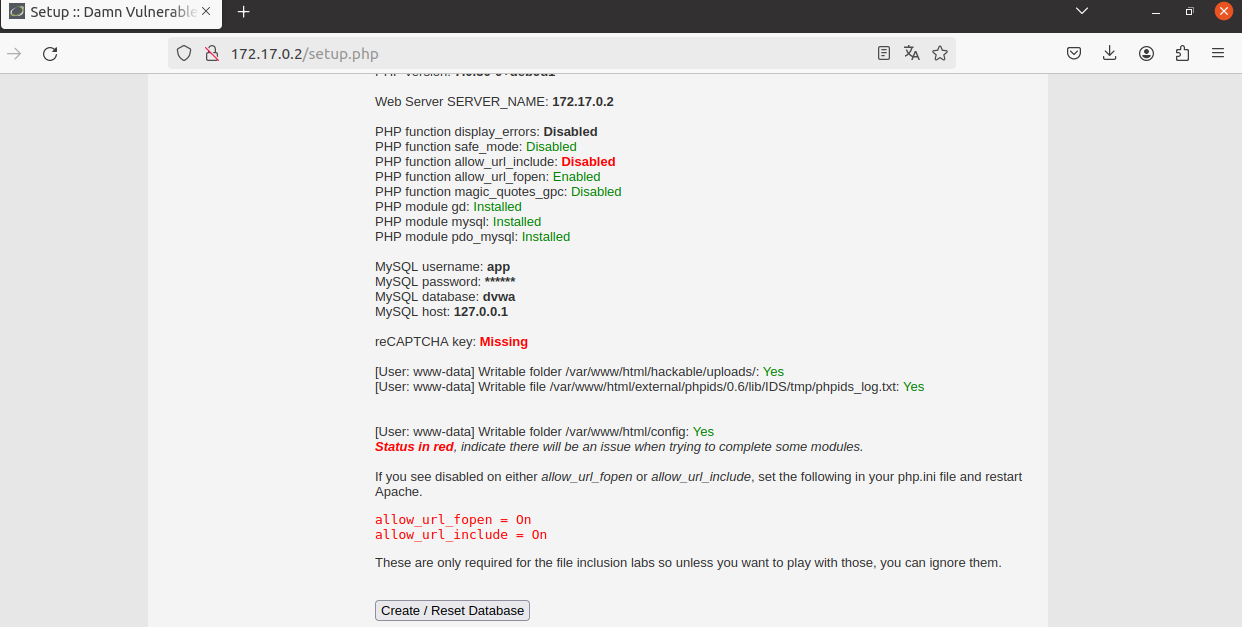 Setup :: Damn Vulnerable
172.17.0.2/setup.php
Web Server SERVER_NAME: 172.17.0.2
PHP function display_errors: Disabled
PHP function safe_mode: Disabled
PHP function allow_url_include: Disabled
PHP function allow_url_fopen: Enabled
PHP function magic_quotes_gpc: Disabled
PHP module gd: Installed
PHP module mysql: Installed
PHP module pdo_mysql: Installed
MySQL username: app
MySQL password: ******
MySQL database: dvwa
MySQL host: 127.0.0.1
reCAPTCHA key: Missing
[User: www-data] Writable folder /var/www/html/hackable/uploads/: Yes
[User: www-data] Writable file /var/www/html/external/phpids/0.6/lib/IDS/tmp/phpids_log.txt: Yes
[User: www-data] Writable folder /var/www/html/config: Yes
Status in red, indicate there will be an issue when trying to complete some modules.
If you see disabled on either allow_url_fopen or allow_url_include, set the following in your php.ini file and restart
Apache.
allow_url_fopen = On
allow_url_include = On
These are only required for the file inclusion labs so unless you want to play with those, you can ignore them.
Create / Reset Database